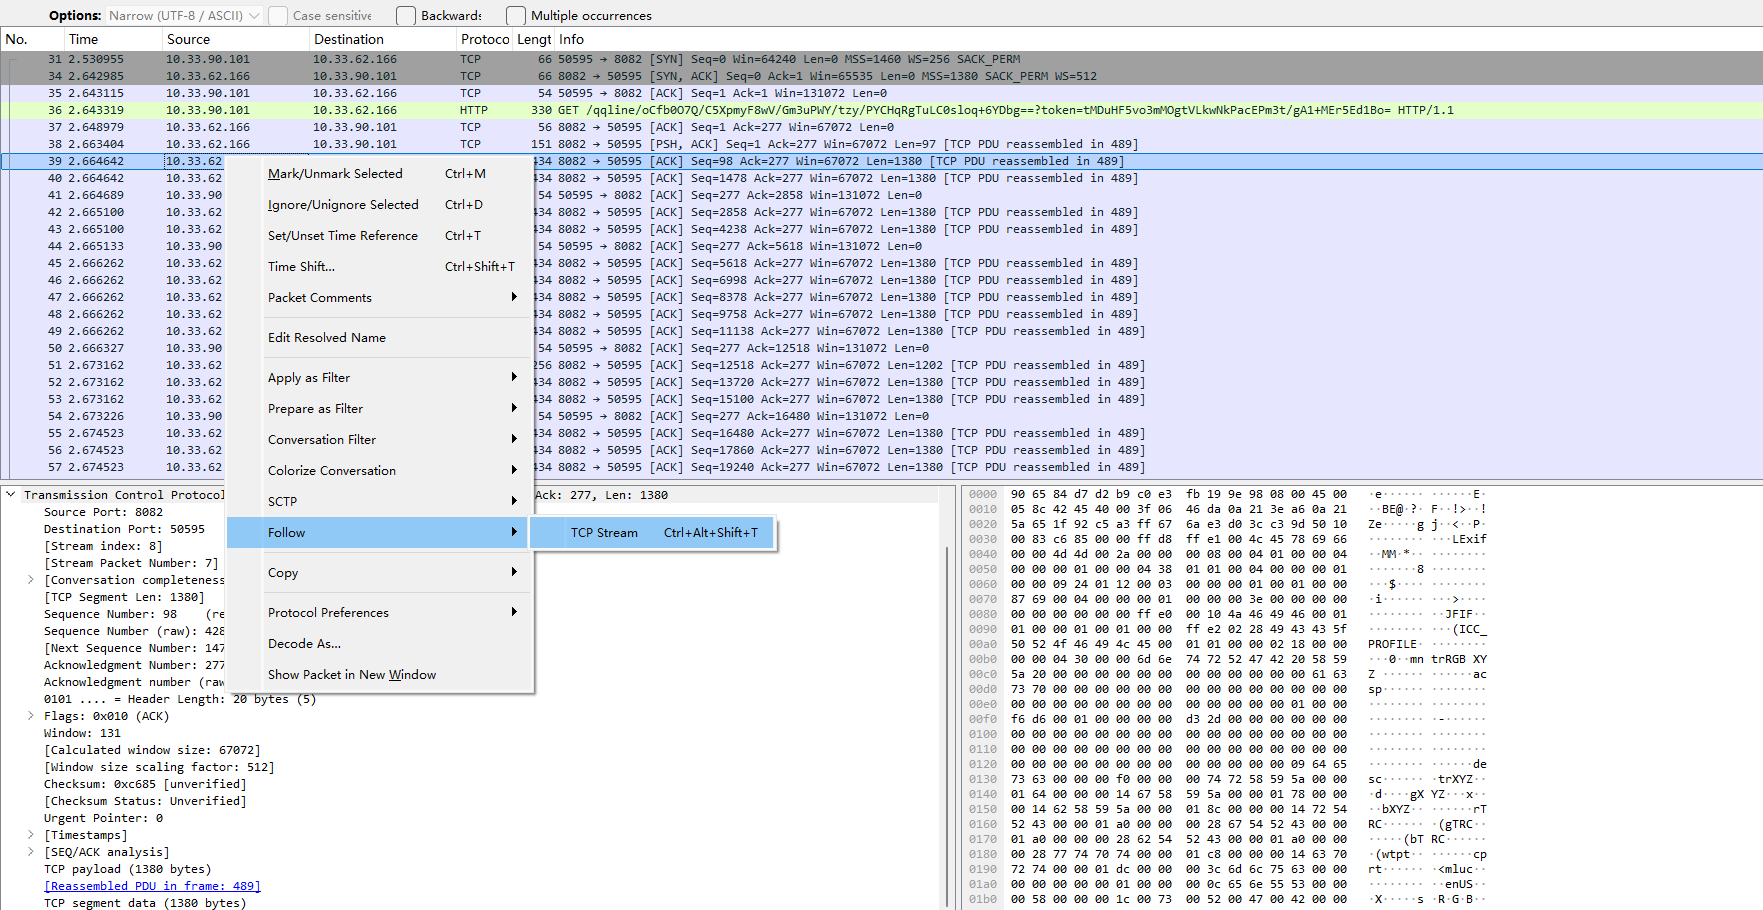 Options: Narrow (UTF-8 / ASCII) Case sensitive Backwards Multiple occurrences
No. Time Source Destination Protoco Lengt Info
31 2.530955 10.33.90.101 10.33.62.166 TCP 66 50595 → 8082 [SYN] Seq=0 Win=64240 Len=0 MSS=1460 WS=256 SACK_PERM
34 2.642985 10.33.62.166 10.33.90.101 TCP 66 8082 → 50595 [SYN, ACK] Seq=0 Ack=1 Win=65535 Len=0 MSS=1380 SACK_PERM WS=512
35 2.643115 10.33.90.101 10.33.62.166 TCP 54 50595 → 8082 [ACK] Seq=1 Ack=1 Win=131072 Len=0
36 2.643319 10.33.90.101 10.33.62.166 HTTP 330 GET /qqline/oCfb0O7Q/C5XpmyF8wV/Gm3uPWY/tzy/PYCHqRgTuLC0sloq+6YDbg==?token=tMDuHF5vo3mMOgtVLkwNkPacEPm3t/gA1+MEr5Ed1Bo= HTTP/1.1
37 2.648979 10.33.62.166 10.33.90.101 TCP 56 8082 → 50595 [ACK] Seq=1 Ack=277 Win=67072 Len=0
38 2.663404 10.33.62.166 10.33.90.101 TCP 151 8082 → 50595 [PSH, ACK] Seq=1 Ack=277 Win=67072 Len=97 [TCP PDU reassembled in 489]
39 2.664642 10.33.62 434 8082 → 50595 [ACK] Seq=98 Ack=277 Win=67072 Len=1380 [TCP PDU reassembled in 489]
40 2.664642 10.33.62 434 8082 → 50595 [ACK] Seq=1478 Ack=277 Win=67072 Len=1380 [TCP PDU reassembled in 489]
41 2.664689 10.33.90 54 50595 → 8082 [ACK] Seq=277 Ack=2858 Win=131072 Len=0
42 2.665100 10.33.62 434 8082 → 50595 [ACK] Seq=2858 Ack=277 Win=67072 Len=1380 [TCP PDU reassembled in 489]
43 2.665100 10.33.62 434 8082 → 50595 [ACK] Seq=4238 Ack=277 Win=67072 Len=1380 [TCP PDU reassembled in 489]
44 2.665133 10.33.90 54 50595 → 8082 [ACK] Seq=277 Ack=5618 Win=131072 Len=0
45 2.666262 10.33.62 434 8082 → 50595 [ACK] Seq=5618 Ack=277 Win=67072 Len=1380 [TCP PDU reassembled in 489]
46 2.666262 10.33.62 434 8082 → 50595 [ACK] Seq=6998 Ack=277 Win=67072 Len=1380 [TCP PDU reassembled in 489]
47 2.666262 10.33.62 434 8082 → 50595 [ACK] Seq=8378 Ack=277 Win=67072 Len=1380 [TCP PDU reassembled in 489]
48 2.666262 10.33.62 434 8082 → 50595 [ACK] Seq=9758 Ack=277 Win=67072 Len=1380 [TCP PDU reassembled in 489]
49 2.666262 10.33.62 434 8082 → 50595 [ACK] Seq=11138 Ack=277 Win=67072 Len=1380 [TCP PDU reassembled in 489]
50 2.666327 10.33.90 54 50595 → 8082 [ACK] Seq=277 Ack=12518 Win=131072 Len=0
51 2.673162 10.33.62 256 8082 → 50595 [ACK] Seq=12518 Ack=277 Win=67072 Len=1202 [TCP PDU reassembled in 489]
52 2.673162 10.33.62 434 8082 → 50595 [ACK] Seq=13720 Ack=277 Win=67072 Len=1380 [TCP PDU reassembled in 489]
53 2.673162 10.33.62 434 8082 → 50595 [ACK] Seq=15100 Ack=277 Win=67072 Len=1380 [TCP PDU reassembled in 489]
54 2.673226 10.33.90 54 50595 → 8082 [ACK] Seq=277 Ack=16480 Win=131072 Len=0
55 2.674523 10.33.62 434 8082 → 50595 [ACK] Seq=16480 Ack=277 Win=67072 Len=1380 [TCP PDU reassembled in 489]
56 2.674523 10.33.62 434 8082 → 50595 [ACK] Seq=17860 Ack=277 Win=67072 Len=1380 [TCP PDU reassembled in 489]
57 2.674523 10.33.62 434 8082 → 50595 [ACK] Seq=19240 Ack=277 Win=67072 Len=1380 [TCP PDU reassembled in 489]
Mark/Unmark Selected Ctrl+M
Ignore/Unignore Selected Ctrl+D
Set/Unset Time Reference Ctrl+T
Time Shift... Ctrl+Shift+T
Packet Comments
Edit Resolved Name
Apply as Filter
Prepare as Filter
Conversation Filter
Colorize Conversation
SCTP
Follow
TCP Stream Ctrl+Alt+Shift+T
Copy
Protocol Preferences
Decode As...
Show Packet in New Window
Transmission Control Protocol Ack: 277, Len: 1380
Source Port: 8082
Destination Port: 50595
[Stream index: 8]
[Stream Packet Number: 7]
[Conversation completeness
[TCP Segment Len: 1380]
Sequence Number: 98 (re
Sequence Number (raw): 428
[Next Sequence Number: 147
Acknowledgment Number: 277
Acknowledgment number (raw
0101 .... = Header Length: 20 bytes (5)
Flags: 0x010 (ACK)
Window: 131
[Calculated window size: 67072]
[Window size scaling factor: 512]
Checksum: 0xc685 [unverified]
[Checksum Status: Unverified]
Urgent Pointer: 0
[Timestamps]
[SEQ/ACK analysis]
TCP payload (1380 bytes)
[Reassembled PDU in frame: 489]
TCP segment data (1380 bytes)
0000 90 65 84 d7 d2 b9 c0 e3 fb 19 9e 98 08 00 45 00 ·e······ ······E·
0010 05 8c 42 45 40 00 3f 06 46 da 0a 21 3e a6 0a 21 ··BE@·?· F··!>··!
0020 5a 65 1f 92 c5 a3 ff 67 6a e3 d0 3c c3 9d 50 10 Ze·····g j··<··P·
0030 00 83 c6 85 00 00 ff d8 ff e1 00 4c 45 78 69 66 ········ ···LExif
0040 00 00 4d 4d 00 2a 00 00 00 08 00 04 01 00 00 04 ··MM·*·· ········
0050 00 00 00 01 00 00 04 38 01 01 00 04 00 00 00 01 ·······8 ········
0060 00 00 09 24 01 12 00 03 00 00 00 01 00 01 00 00 ···$···· ········
0070 87 69 00 04 00 00 00 01 00 00 00 3e 00 00 00 00 ·i······ ···>····
0080 00 00 00 00 00 00 ff e0 00 10 4a 46 49 46 00 01 ········ ··JFIF··
0090 01 00 00 01 00 01 00 00 ff e2 02 28 49 43 43 5f ········ ···(ICC_
00a0 50 52 4f 46 49 4c 45 00 01 01 00 00 02 18 00 00 PROFILE· ········
00b0 00 00 04 30 00 00 6d 6e 74 72 52 47 42 20 58 59 ···0··mn trRGB XY
00c0 5a 20 00 00 00 00 00 00 00 00 00 00 00 00 61 63 Z ······ ······ac
00d0 73 70 00 00 00 00 00 00 00 00 00 00 00 00 00 00 sp······ ········
00e0 00 00 00 00 00 00 00 00 00 00 00 00 00 01 00 00 ········ ········
00f0 f6 d6 00 01 00 00 00 00 d3 2d 00 00 00 00 00 00 ········ ·-······
0100 00 00 00 00 00 00 00 00 00 00 00 00 00 00 00 00 ········ ········
0110 00 00 00 00 00 00 00 00 00 00 00 00 00 00 00 00 ········ ········
0120 00 00 00 00 00 00 00 00 00 00 00 00 00 09 64 65 ········ ······de
0130 73 63 00 00 00 f0 00 00 00 74 72 58 59 5a 00 00 sc······ ·trXYZ··
0140 01 64 00 00 00 14 67 58 59 5a 00 00 01 78 00 00 ·d····gX YZ···x··
0150 00 14 62 58 59 5a 00 00 01 8c 00 00 00 14 72 54 ··bXYZ·· ······rT
0160 52 43 00 00 01 a0 00 00 00 28 67 54 52 43 00 00 RC······ ·(gTRC··
0170 01 a0 00 00 00 28 62 54 52 43 00 00 01 a0 00 00 ·····(bT RC······
0180 00 28 77 74 70 74 00 00 01 c8 00 00 00 14 63 70 ·(wtpt·· ······cp
0190 72 74 00 00 01 dc 00 00 00 3c 6d 6c 75 63 00 00 rt······ ·<mluc··
01a0 00 00 00 00 00 01 00 00 00 0c 65 6e 55 53 00 00 ········ ··enUS··
01b0 00 58 00 00 00 1c 00 73 00 52 00 47 00 42 00 00 ·X·····s ·R·G·B··